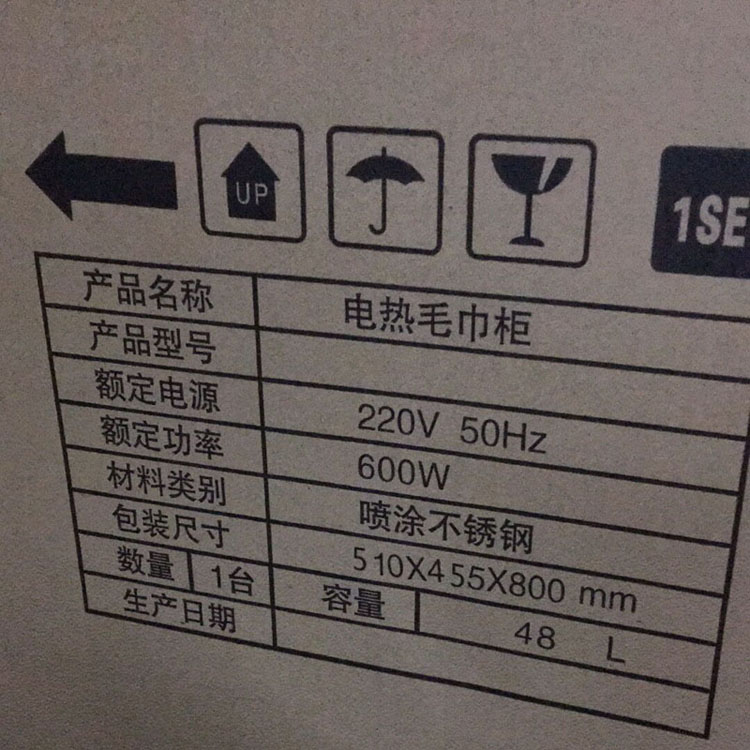 UP
1SE
产品名称 电热毛巾柜
产品型号
额定电源 220V 50Hz
额定功率 600W
材料类别 喷涂不锈钢
包装尺寸 510X455X800 mm
数量 1台 容量 48 L
生产日期